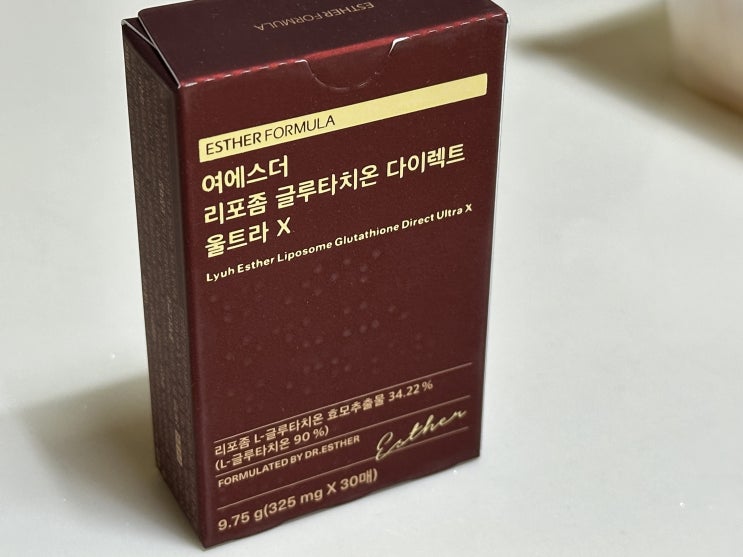 ESTHER FORMULA
ESTHER FORMULA
여에스더
리포좀 글루타치온 다이렉트
울트라 X
Lyuh Esther Liposome Glutathione Direct Ultra X
리포좀 L-글루타치온 효모추출물 34.22 %
(L-글루타치온 90 %)
FORMULATED BY DR.ESTHER
Esther
9.75 g(325 mg X 30매)